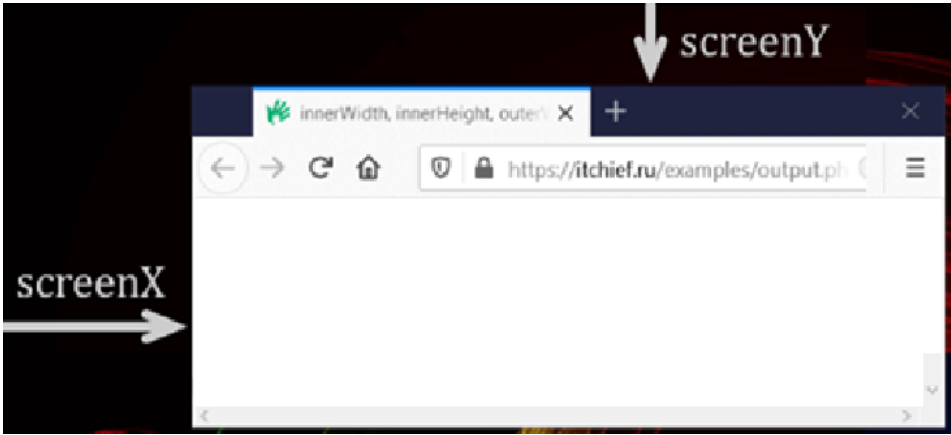 screenY
innerWidth, innerHeight, outer
https://itchief.ru/examples/output.ph
screenX